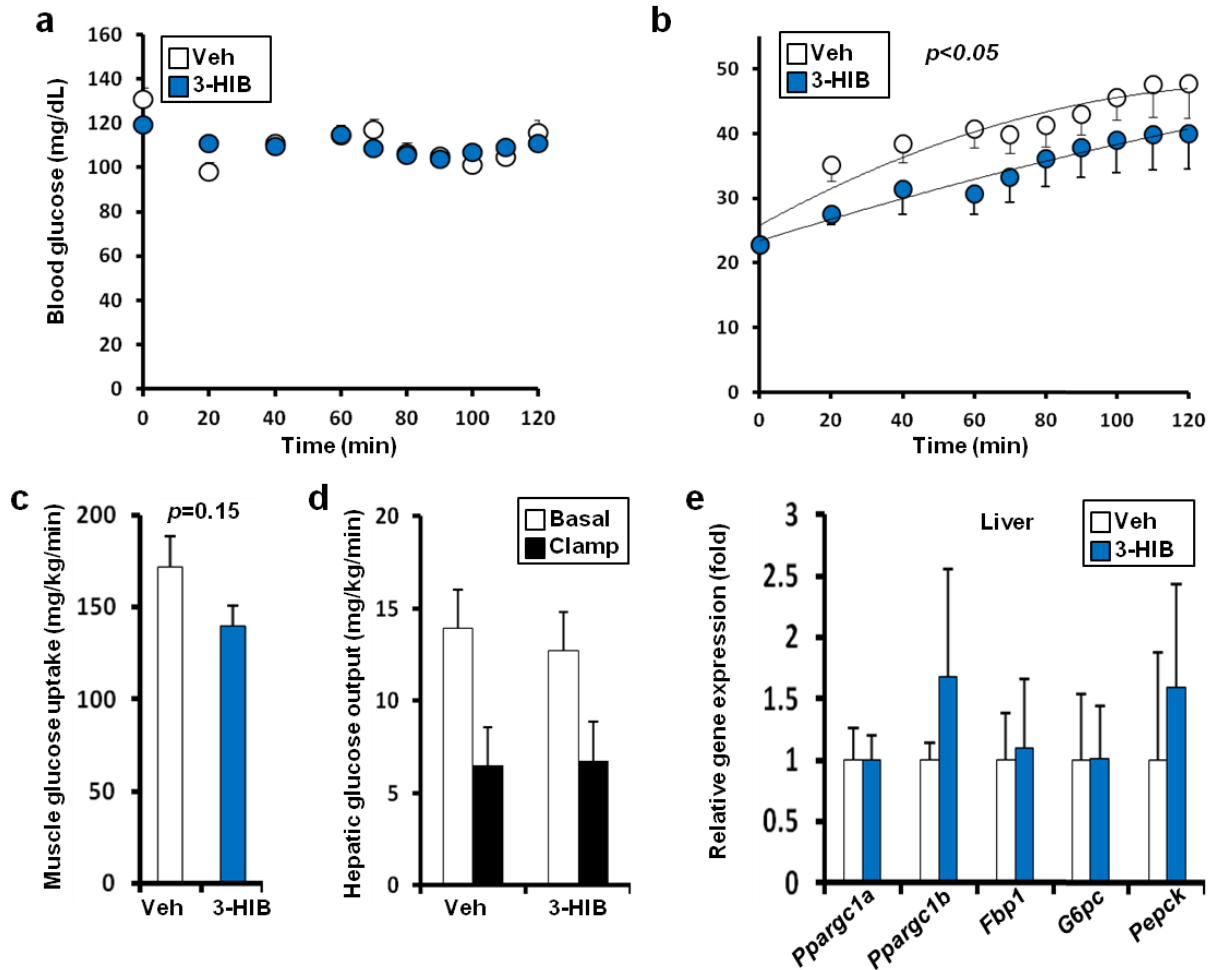 a
Blood glucose (mg/dL)
160
140
120
100
80
60
40
20
0
Veh
3-HIB
0 20 40 60 80 100 120
Time (min)
b
p<0.05
50
40
30
20
10
0
Veh
3-HIB
0 20 40 60 80 100 120
Time (min)
c
Muscle glucose uptake (mg/kg/min)
p=0.15
200
150
100
50
0
Veh 3-HIB
d
Hepatic glucose output (mg/kg/min)
20
15
10
5
0
Basal
Clamp
Veh 3-HIB
e
Relative gene expression (fold)
Liver
Veh
3-HIB
3
2.5
2
1.5
1
0.5
0
Ppargc1a Ppargc1b Fbp1 G6pc Pepck